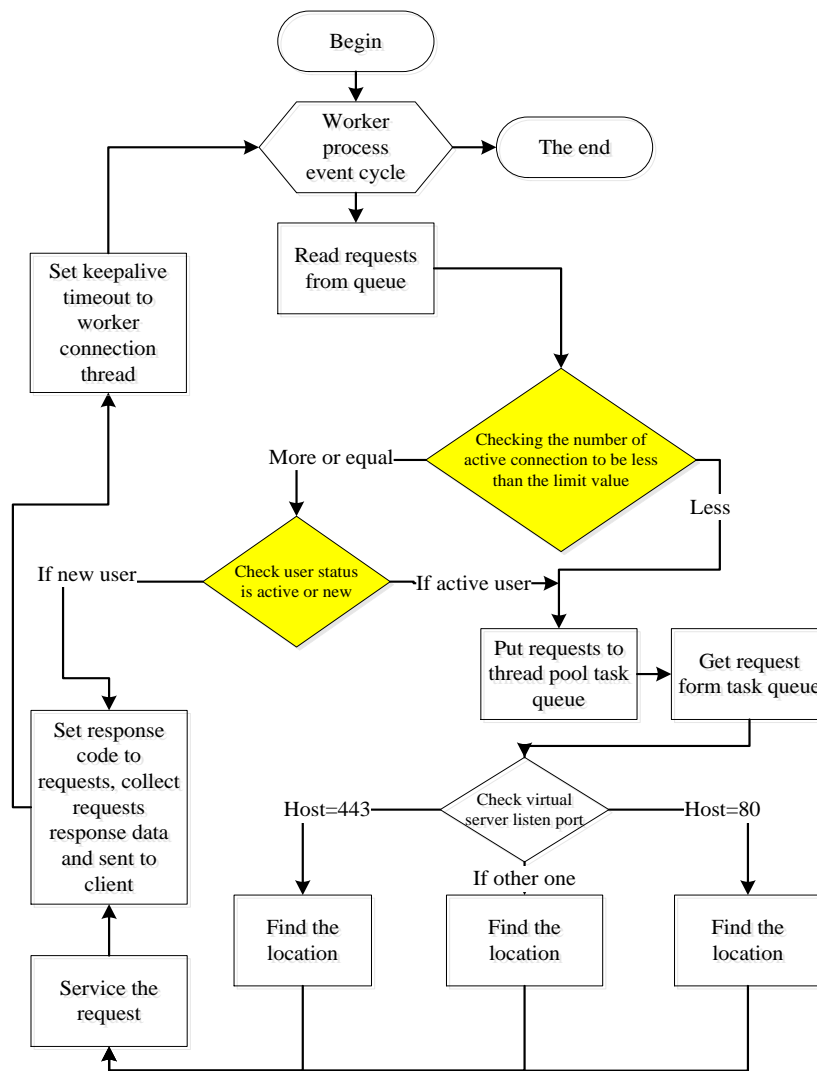 Begin
Worker
process
event cycle
The end
Read requests
from queue
Set keepalive
timeout to
worker
connection
thread
Checking the number of
active connection to be less
than the limit value
More or equal
Less
Check user status
is active or new
If new user
If active user
Put requests to
thread pool task
queue
Get request
form task queue
Set response
code to
requests, collect
requests
response data
and sent to
client
Check virtual
server listen port
Host=443
Host=80
If other one
Find the
location
Find the
location
Find the
location
Service the
request